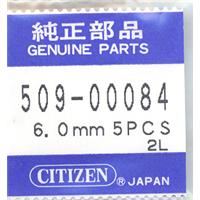 純正部品
GENUINE PARTS
509-00084
6.0mm 5PCS
2L
CITIZEN® JAPAN